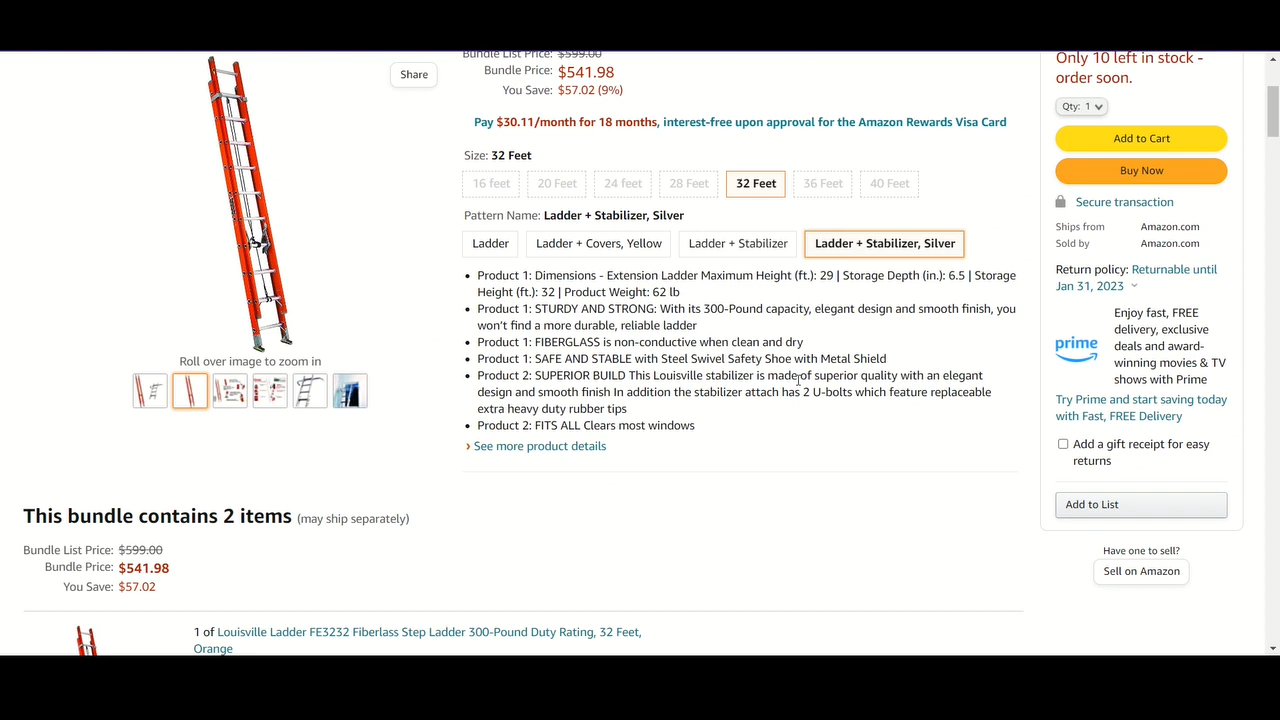 Share
Bundle List Price: $599.00
Bundle Price: $541.98
You Save: $57.02 (9%)
Pay $30.11/month for 18 months, interest-free upon approval for the Amazon Rewards Visa Card
Size: 32 Feet
16 feet
20 Feet
24 feet
28 Feet
32 Feet
36 Feet
40 Feet
Pattern Name: Ladder + Stabilizer, Silver
Ladder
Ladder + Covers, Yellow
Ladder + Stabilizer
Ladder + Stabilizer, Silver
• Product 1: Dimensions - Extension Ladder Maximum Height (ft.): 29 | Storage Depth (in.): 6.5 | Storage
Height (ft.): 32 | Product Weight: 62 lb
• Product 1: STURDY AND STRONG: With its 300-Pound capacity, elegant design and smooth finish, you
won't find a more durable, reliable ladder
• Product 1: FIBERGLASS is non-conductive when clean and dry
• Product 1: SAFE AND STABLE with Steel Swivel Safety Shoe with Metal Shield
• Product 2: SUPERIOR BUILD This Louisville stabilizer is made of superior quality with an elegant
design and smooth finish In addition the stabilizer attach has 2 U-bolts which feature replaceable
extra heavy duty rubber tips
• Product 2: FITS ALL Clears most windows
› See more product details
Roll over image to zoom in
Only 10 left in stock -
order soon.
Qty: 1
Add to Cart
Buy Now
Secure transaction
Ships from Amazon.com
Sold by Amazon.com
Return policy: Returnable until
Jan 31, 2023
prime
Enjoy fast, FREE
delivery, exclusive
deals and award-
winning movies & TV
shows with Prime
Try Prime and start saving today
with Fast, FREE Delivery
Add a gift receipt for easy
returns
Add to List
Have one to sell?
Sell on Amazon
This bundle contains 2 items (may ship separately)
Bundle List Price: $599.00
Bundle Price: $541.98
You Save: $57.02
1 of Louisville Ladder FE3232 Fiberlass Step Ladder 300-Pound Duty Rating, 32 Feet,
Orange